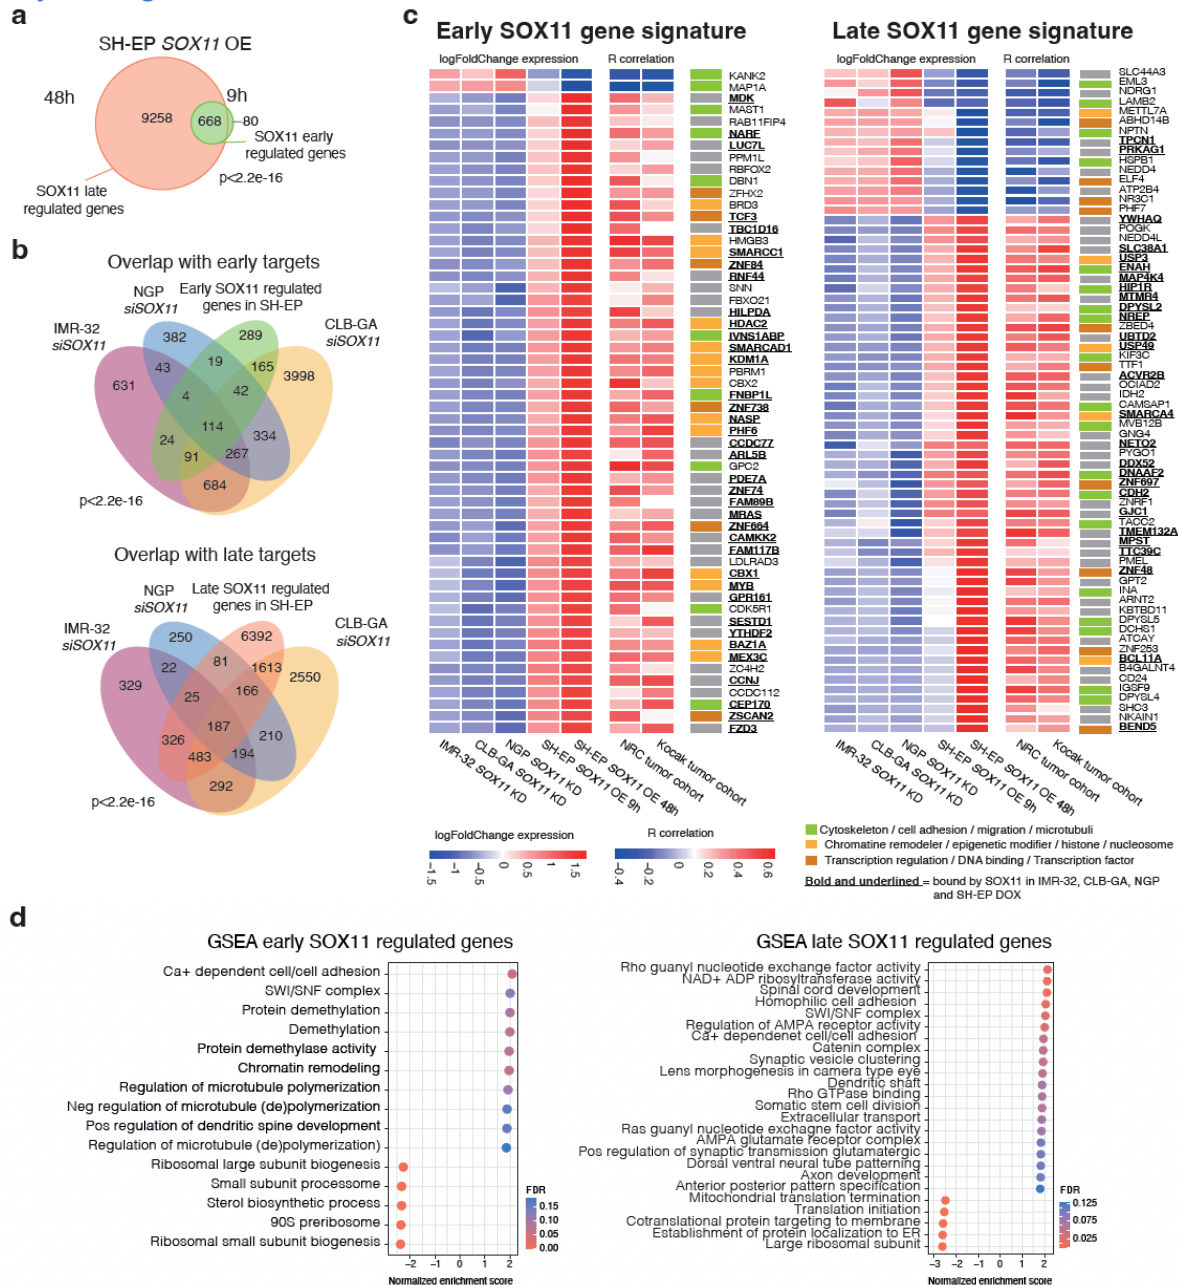 a
SH-EP SOX11 OE
48h
9h
9258
668
80
SOX11 early
regulated genes
p<2.2e-16
SOX11 late
regulated genes
b
Overlap with early targets
NGP
siSOX11
Early SOX11 regulated
genes in SH-EP
IMR-32
siSOX11
CLB-GA
siSOX11
382
289
43
19
165
631
3998
4
42
114
24
334
91
267
684
p<2.2e-16
Overlap with late targets
NGP
siSOX11
Late SOX11 regulated
genes in SH-EP
IMR-32
siSOX11
CLB-GA
siSOX11
250
6392
22
81
1613
329
2550
25
166
187
326
210
483
194
292
p<2.2e-16
c
Early SOX11 gene signature
logFoldChange expression
R correlation
KANK2
MAP1A
MDK
MAST1
RAB11FIP4
NARF
LUC7L
PPM1L
RBFOX2
DBN1
ZFHX2
BRD3
TCF3
TBC1D16
HMGB3
SMARCC1
ZNF84
RNF44
SNN
FBXO21
HILPDA
HDAC2
IVNS1ABP
SMARCAD1
KDM1A
PBRM1
CBX2
FNBP1L
ZNF738
NASP
PHF6
CCDC77
ARL5B
GPC2
PDE7A
ZNF74
FAM89B
MRAS
ZNF664
CAMKK2
FAM117B
LDLRAD3
CBX1
MYB
GPR161
CDK5R1
SESTD1
YTHDF2
BAZ1A
MEX3C
ZC4H2
CCNJ
CCDC112
CEP170
ZSCAN2
FZD3
IMR-32 SOX11 KD
CLB-GA SOX11 KD
NGP SOX11 KD
SH-EP SOX11 OE 9h
SH-EP SOX11 OE 48h
NRC tumor cohort
Kocak tumor cohort
Late SOX11 gene signature
logFoldChange expression
R correlation
SLC44A3
EML3
NDRG1
LAMB2
METTL7A
ABHD14B
NPTN
TPCN1
PRKAG1
HSPB1
NEDD4
ELF4
ATP2B4
NR3C1
PHF7
YWHAQ
POGK
NEDD4L
SLC38A1
USP3
ENAH
MAP4K4
HIP1R
MTMR4
DPYSL2
NREP
ZBED4
UBTD2
USP49
KIF3C
TTF1
ACVR2B
OCIAD2
IDH2
CAMSAP1
SMARCA4
MVB12B
GNG4
NETO2
PYGO1
DDX52
DNAAF2
ZNF697
CDH2
ZNRF1
GJC1
TACC2
TMEM132A
MPST
TTC39C
PMEL
ZNF48
GPT2
INA
ARNT2
KBTBD11
DPYSL5
DCHS1
ATCAY
ZNF253
BCL11A
B4GALNT4
CD24
IGSF9
DPYSL4
SHC3
NKAIN1
BEND5
IMR-32 SOX11 KD
CLB-GA SOX11 KD
NGP SOX11 KD
SH-EP SOX11 OE 9h
SH-EP SOX11 OE 48h
NRC tumor cohort
Kocak tumor cohort
logFoldChange expression
-1.5 -1 -0.5 0 0.5 1 1.5
R correlation
-0.4 -0.2 0 0.2 0.4 0.6
Cytoskeleton / cell adhesion / migration / microtubuli
Chromatine remodeler / epigenetic modifier / histone / nucleosome
Transcription regulation / DNA binding / Transcription factor
Bold and underlined = bound by SOX11 in IMR-32, CLB-GA, NGP
and SH-EP DOX
d
GSEA early SOX11 regulated genes
Ca+ dependent cell/cell adhesion
SWI/SNF complex
Protein demethylation
Demethylation
Protein demethylase activity
Chromatin remodeling
Regulation of microtubule polymerization
Neg regulation of microtubule (de)polymerization
Pos regulation of dendritic spine development
Regulation of microtubule (de)polymerization)
Ribosomal large subunit biogenesis
Small subunit processome
Sterol biosynthetic process
90S preribosome
Ribosomal small subunit biogenesis
-2 -1 0 1 2
Normalized enrichment score
FDR
0.15
0.10
0.05
0.00
GSEA late SOX11 regulated genes
Rho guanyl nucleotide exchange factor activity
NAD+ ADP ribosyltransferase activity
Spinal cord development
Homophilic cell adhesion
SWI/SNF complex
Regulation of AMPA receptor activity
Ca+ dependenet cell/cell adhesion
Catenin complex
Synaptic vesicle clustering
Lens morphogenesis in camera type eye
Dendritic shaft
Rho GTPase binding
Somatic stem cell division
Extracellular transport
Ras guanyl nucleotide exchagne factor activity
AMPA glutamate receptor complex
Pos regulation of synaptic transmission glutamatergic
Dorsal ventral neural tube patterning
Axon development
Anterior posterior pattern specification
Mitochondrial translation termination
Translation initiation
Cotranslational protein targeting to membrane
Establishment of protein localization to ER
Large ribosomal subunit
-3 -2 -1 0 1 2
Normalized enrichment score
FDR
0.125
0.075
0.025